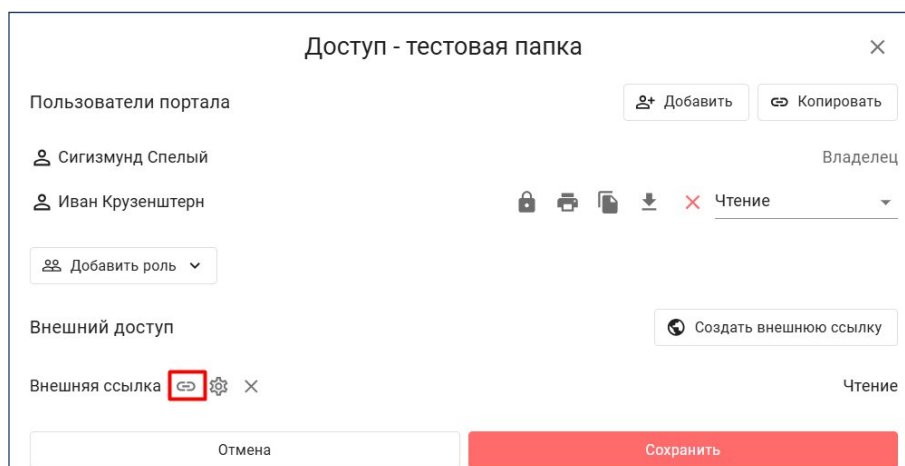 Доступ - тестовая папка
Пользователи портала
Добавить
Копировать
Сигизмунд Спелый
Владелец
Иван Крузенштерн
Чтение
Добавить роль
Внешний доступ
Создать внешнюю ссылку
Внешняя ссылка
Чтение
Отмена
Сохранить